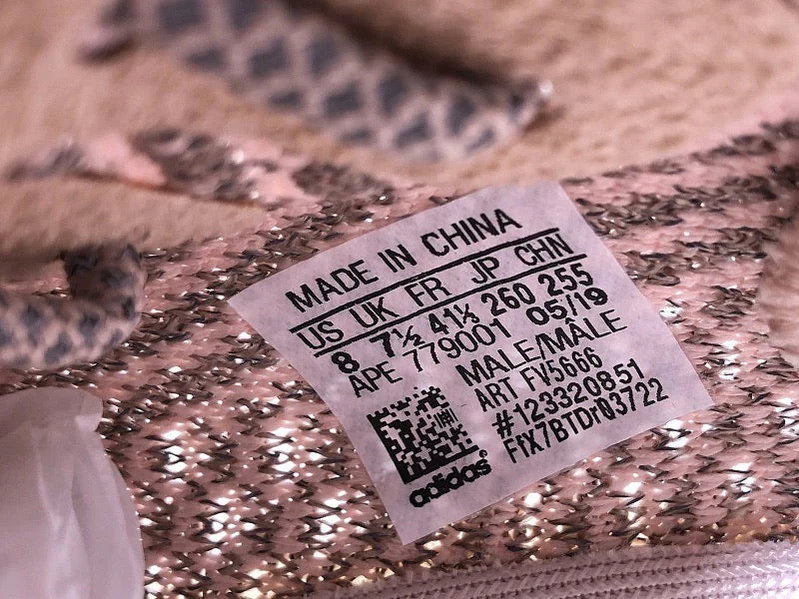 MADE IN CHINA
US UK FR JP CHN
8 7½ 41⅓ 260 255
APE 779001 05/19
MALE/MÂLE
ART FV5666
#123320851
FfX7BTDr03722
adidas®